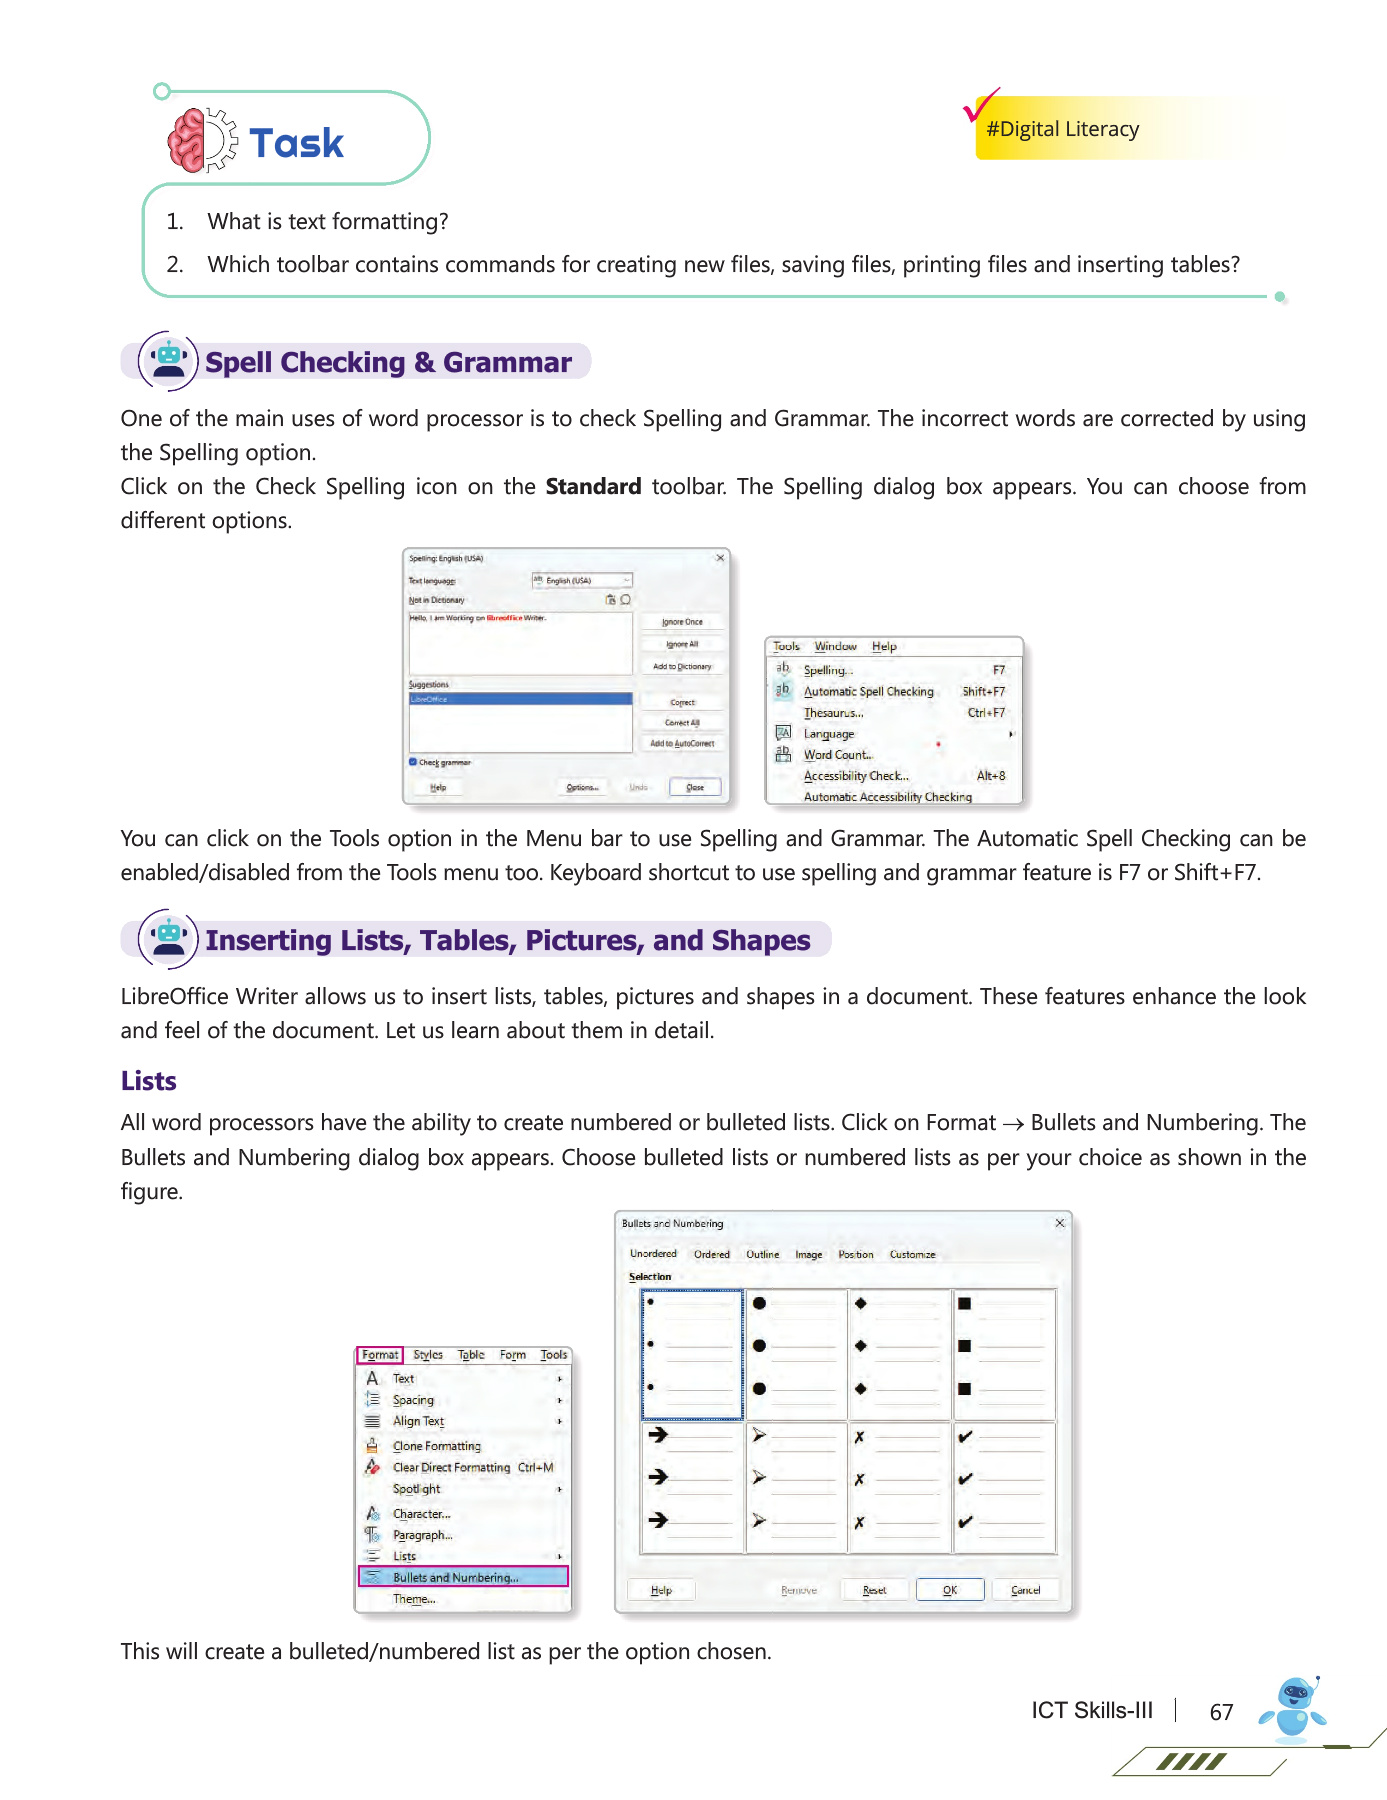 Task
#Digital Literacy
1. What is text formatting?
2. Which toolbar contains commands for creating new files, saving files, printing files and inserting tables?
Spell Checking & Grammar
One of the main uses of word processor is to check Spelling and Grammar. The incorrect words are corrected by using
the Spelling option.
Click on the Check Spelling icon on the Standard toolbar. The Spelling dialog box appears. You can choose from
different options.
Spelling: English (USA)
Text language:
English (USA)
Not in Dictionary
Hello, I am Working on libreoffice Writer.
Ignore Once
Ignore All
Add to Dictionary
Suggestions
LibreOffice
Correct
Correct All
Add to AutoCorrect
Check grammar
Help
Options...
Undo
Close
Tools Window Help
Spelling... F7
Automatic Spell Checking Shift+F7
Thesaurus... Ctrl+F7
Language
Word Count...
Accessibility Check... Alt+8
Automatic Accessibility Checking
You can click on the Tools option in the Menu bar to use Spelling and Grammar. The Automatic Spell Checking can be
enabled/disabled from the Tools menu too. Keyboard shortcut to use spelling and grammar feature is F7 or Shift+F7.
Inserting Lists, Tables, Pictures, and Shapes
LibreOffice Writer allows us to insert lists, tables, pictures and shapes in a document. These features enhance the look
and feel of the document. Let us learn about them in detail.
Lists
All word processors have the ability to create numbered or bulleted lists. Click on Format → Bullets and Numbering. The
Bullets and Numbering dialog box appears. Choose bulleted lists or numbered lists as per your choice as shown in the
figure.
Format Styles Table Form Tools
Text
Spacing
Align Text
Clone Formatting
Clear Direct Formatting Ctrl+M
Spotlight
Character...
Paragraph...
Lists
Bullets and Numbering...
Theme...
Bullets and Numbering
Unordered Ordered Outline Image Position Customize
Selection
Help Remove Reset OK Cancel
This will create a bulleted/numbered list as per the option chosen.
ICT Skills-III 67